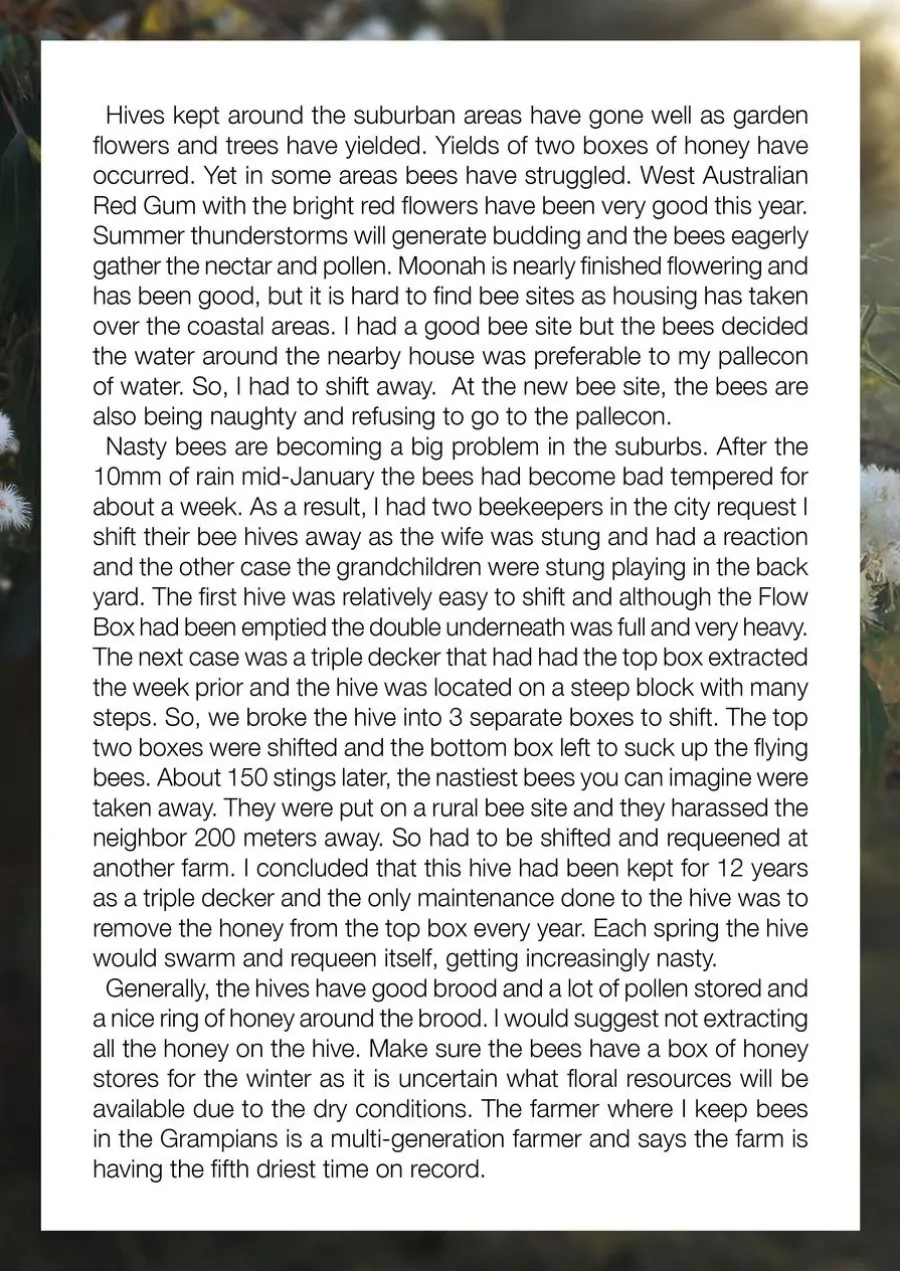 Hives kept around the suburban areas have gone well as garden
flowers and trees have yielded. Yields of two boxes of honey have
occurred. Yet in some areas bees have struggled. West Australian
Red Gum with the bright red flowers have been very good this year.
Summer thunderstorms will generate budding and the bees eagerly
gather the nectar and pollen. Moonah is nearly finished flowering and
has been good, but it is hard to find bee sites as housing has taken
over the coastal areas. I had a good bee site but the bees decided
the water around the nearby house was preferable to my pallecon
of water. So, I had to shift away.  At the new bee site, the bees are
also being naughty and refusing to go to the pallecon.
Nasty bees are becoming a big problem in the suburbs. After the
10mm of rain mid-January the bees had become bad tempered for
about a week. As a result, I had two beekeepers in the city request I
shift their bee hives away as the wife was stung and had a reaction
and the other case the grandchildren were stung playing in the back
yard. The first hive was relatively easy to shift and although the Flow
Box had been emptied the double underneath was full and very heavy.
The next case was a triple decker that had had the top box extracted
the week prior and the hive was located on a steep block with many
steps. So, we broke the hive into 3 separate boxes to shift. The top
two boxes were shifted and the bottom box left to suck up the flying
bees. About 150 stings later, the nastiest bees you can imagine were
taken away. They were put on a rural bee site and they harassed the
neighbor 200 meters away. So had to be shifted and requeened at
another farm. I concluded that this hive had been kept for 12 years
as a triple decker and the only maintenance done to the hive was to
remove the honey from the top box every year. Each spring the hive
would swarm and requeen itself, getting increasingly nasty.
Generally, the hives have good brood and a lot of pollen stored and
a nice ring of honey around the brood. I would suggest not extracting
all the honey on the hive. Make sure the bees have a box of honey
stores for the winter as it is uncertain what floral resources will be
available due to the dry conditions. The farmer where I keep bees
in the Grampians is a multi-generation farmer and says the farm is
having the fifth driest time on record.